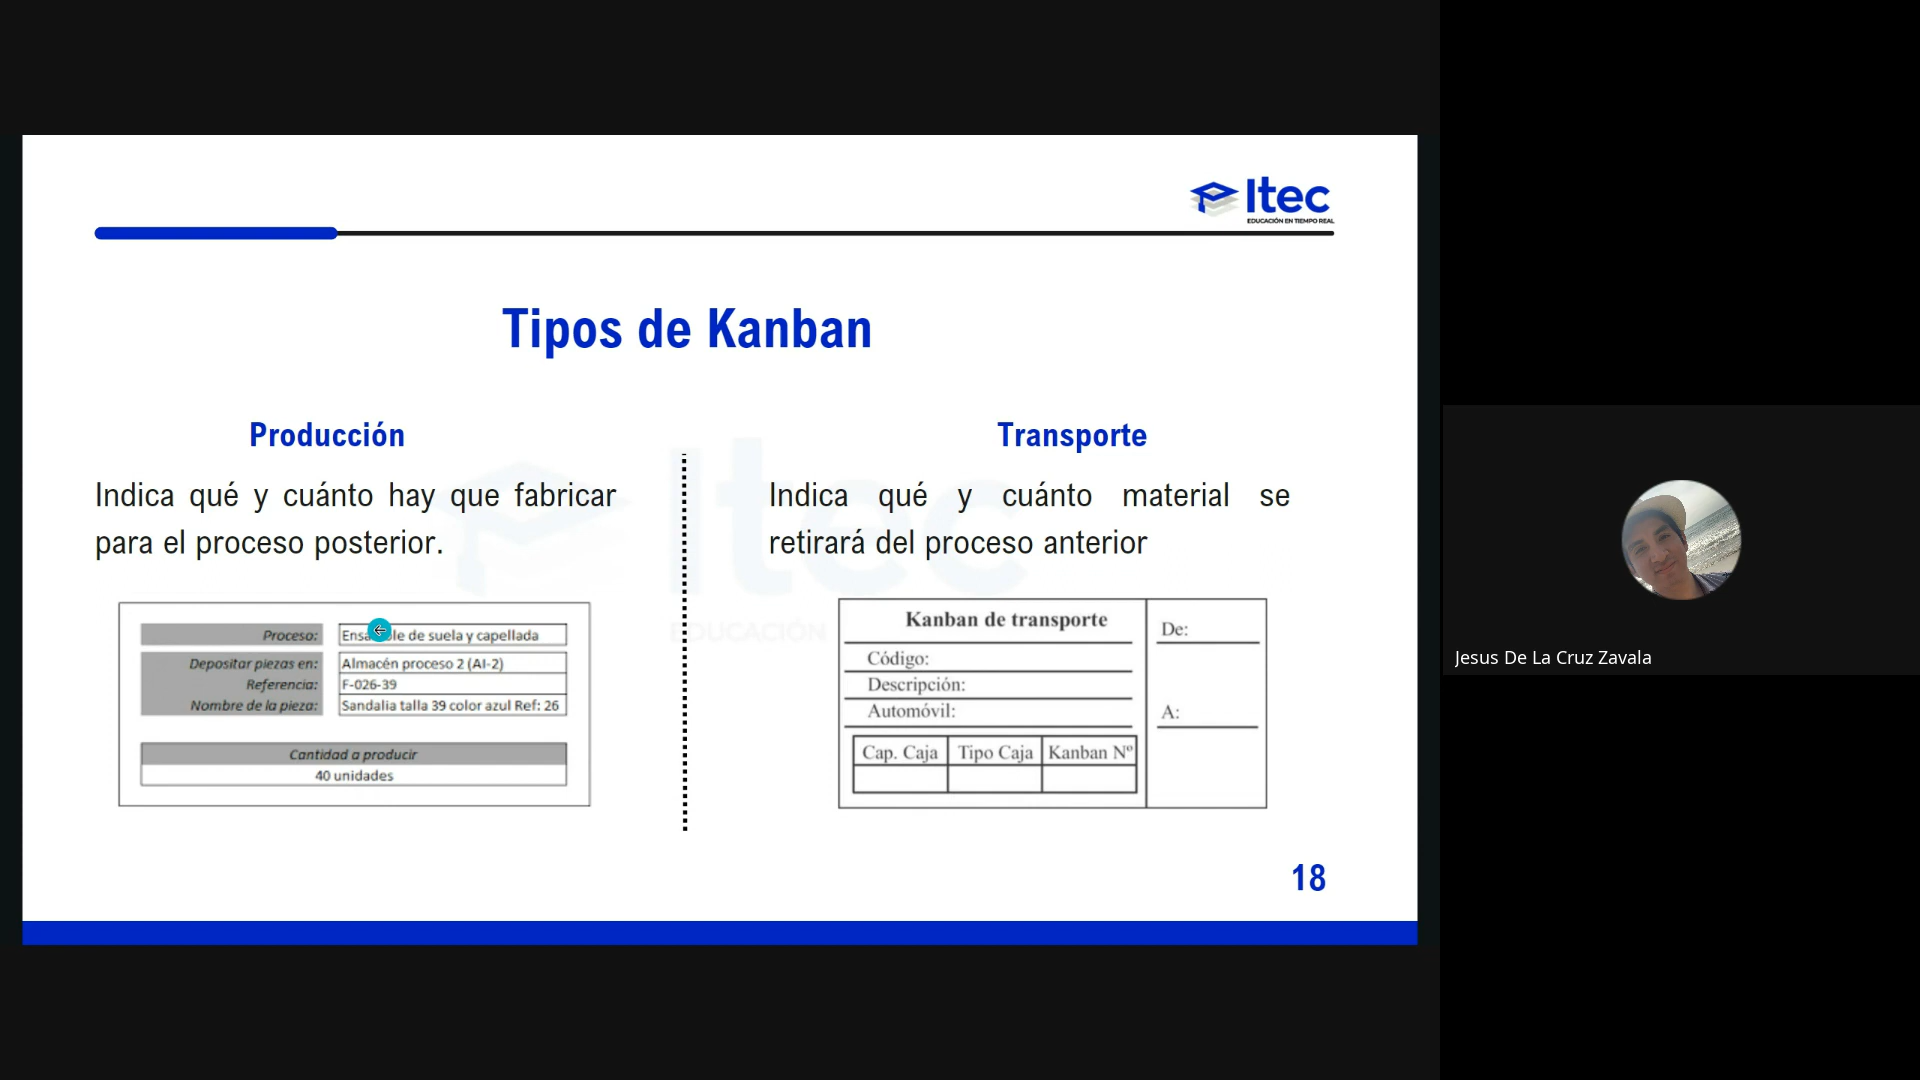 Itec
EDUCACIÓN EN TIEMPO REAL
Tipos de Kanban
Producción
Indica qué y cuánto hay que fabricar
para el proceso posterior.
Proceso: de suela y capellada
Depositar piezas en: Almacén proceso 2 (AI-2)
Referencia: F-026-39
Nombre de la pieza: Sandalia talla 39 color azul Ref: 26
Cantidad a producir
40 unidades
Transporte
Indica qué y cuánto material se
retirará del proceso anterior
Kanban de transporte
Código:
Descripción:
Automóvil:
Cap. Caja Tipo Caja Kanban Nº
De:
A:
18
Itec
EDUCACIÓN
Jesus De La Cruz Zavala